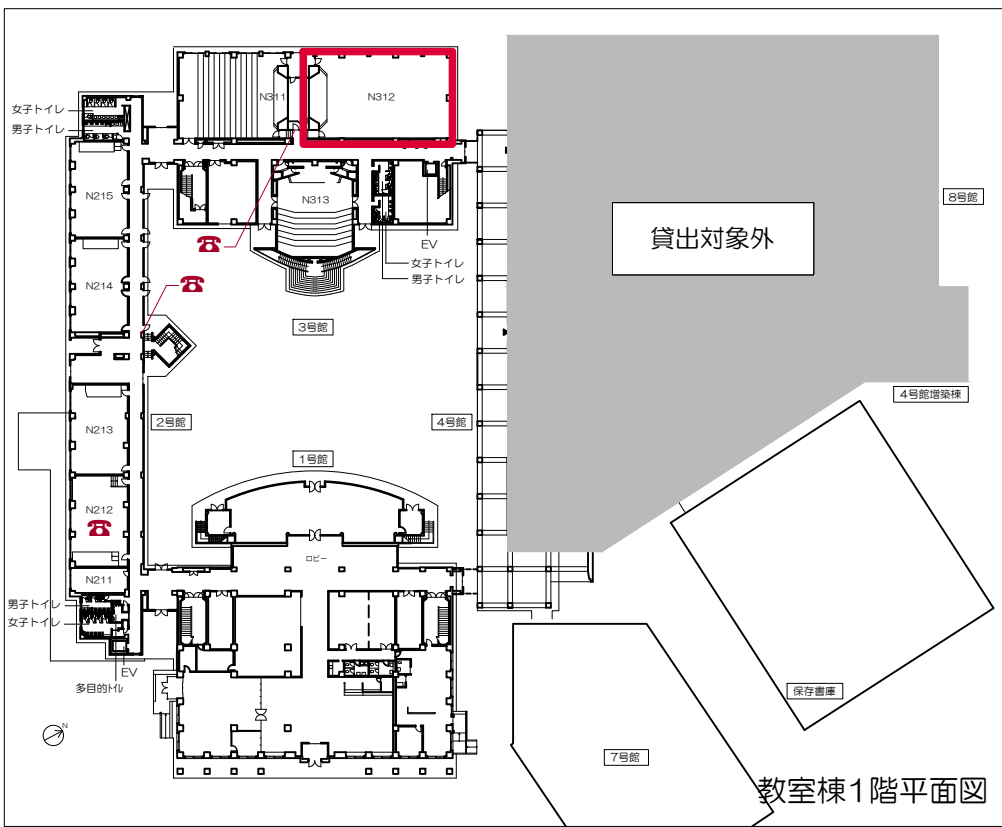 N311
N312
女子トイレ
男子トイレ
N215
N313
8号館
貸出対象外
EV
女子トイレ
男子トイレ
N214
3号館
4号館増築棟
N213
2号館
4号館
1号館
N212
ロビー
N211
男子トイレ
女子トイレ
EV
多目的トイレ
保存書庫
N
7号館
教室棟1階平面図